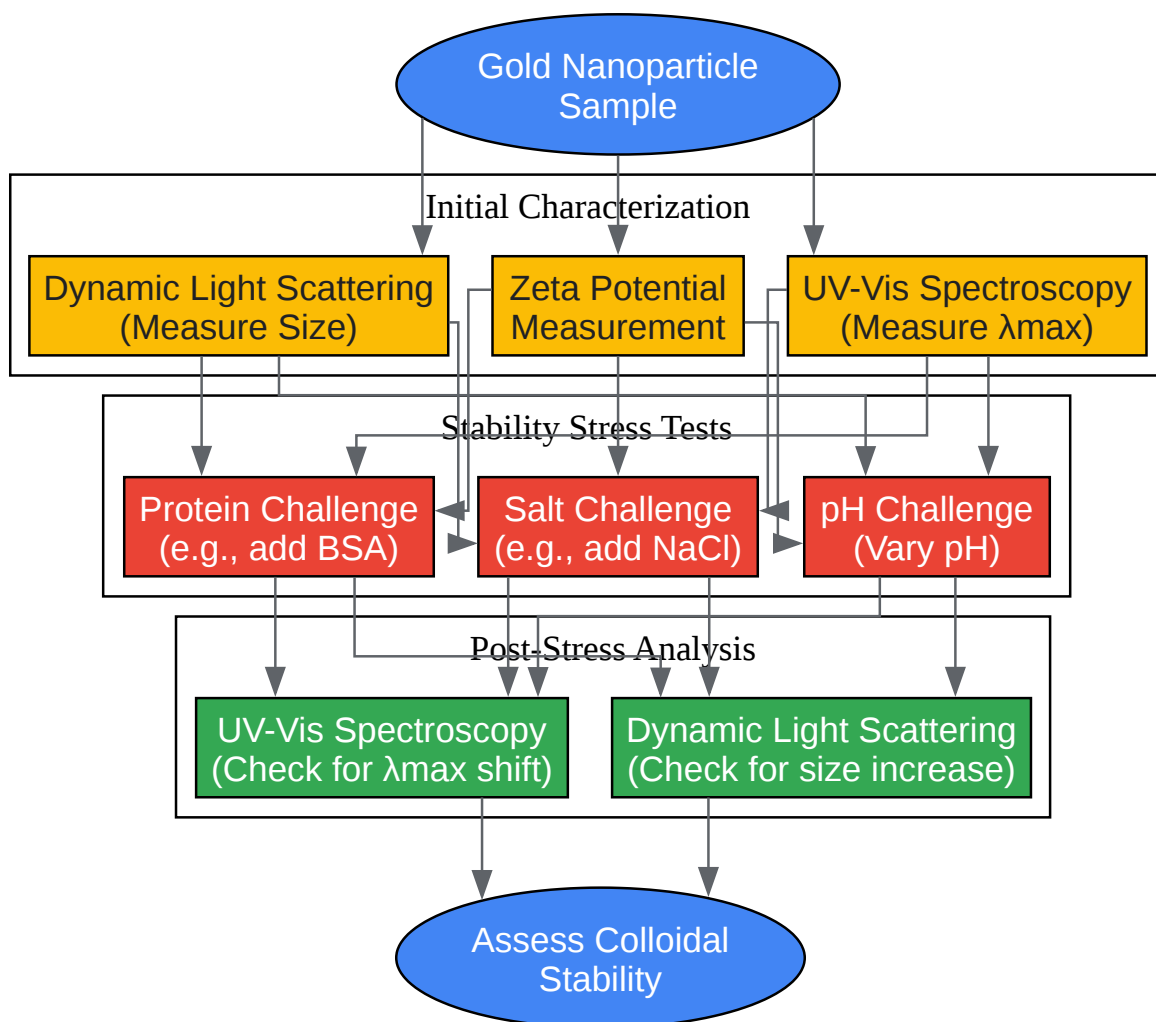 Gold Nanoparticle
Sample
Initial Characterization
Dynamic Light Scattering
(Measure Size)
Zeta Potential
Measurement
UV-Vis Spectroscopy
(Measure λmax)
Stability Stress Tests
Protein Challenge
(e.g., add BSA)
Salt Challenge
(e.g., add NaCl)
pH Challenge
(Vary pH)
Post-Stress Analysis
UV-Vis Spectroscopy
(Check for λmax shift)
Dynamic Light Scattering
(Check for size increase)
Assess Colloidal
Stability